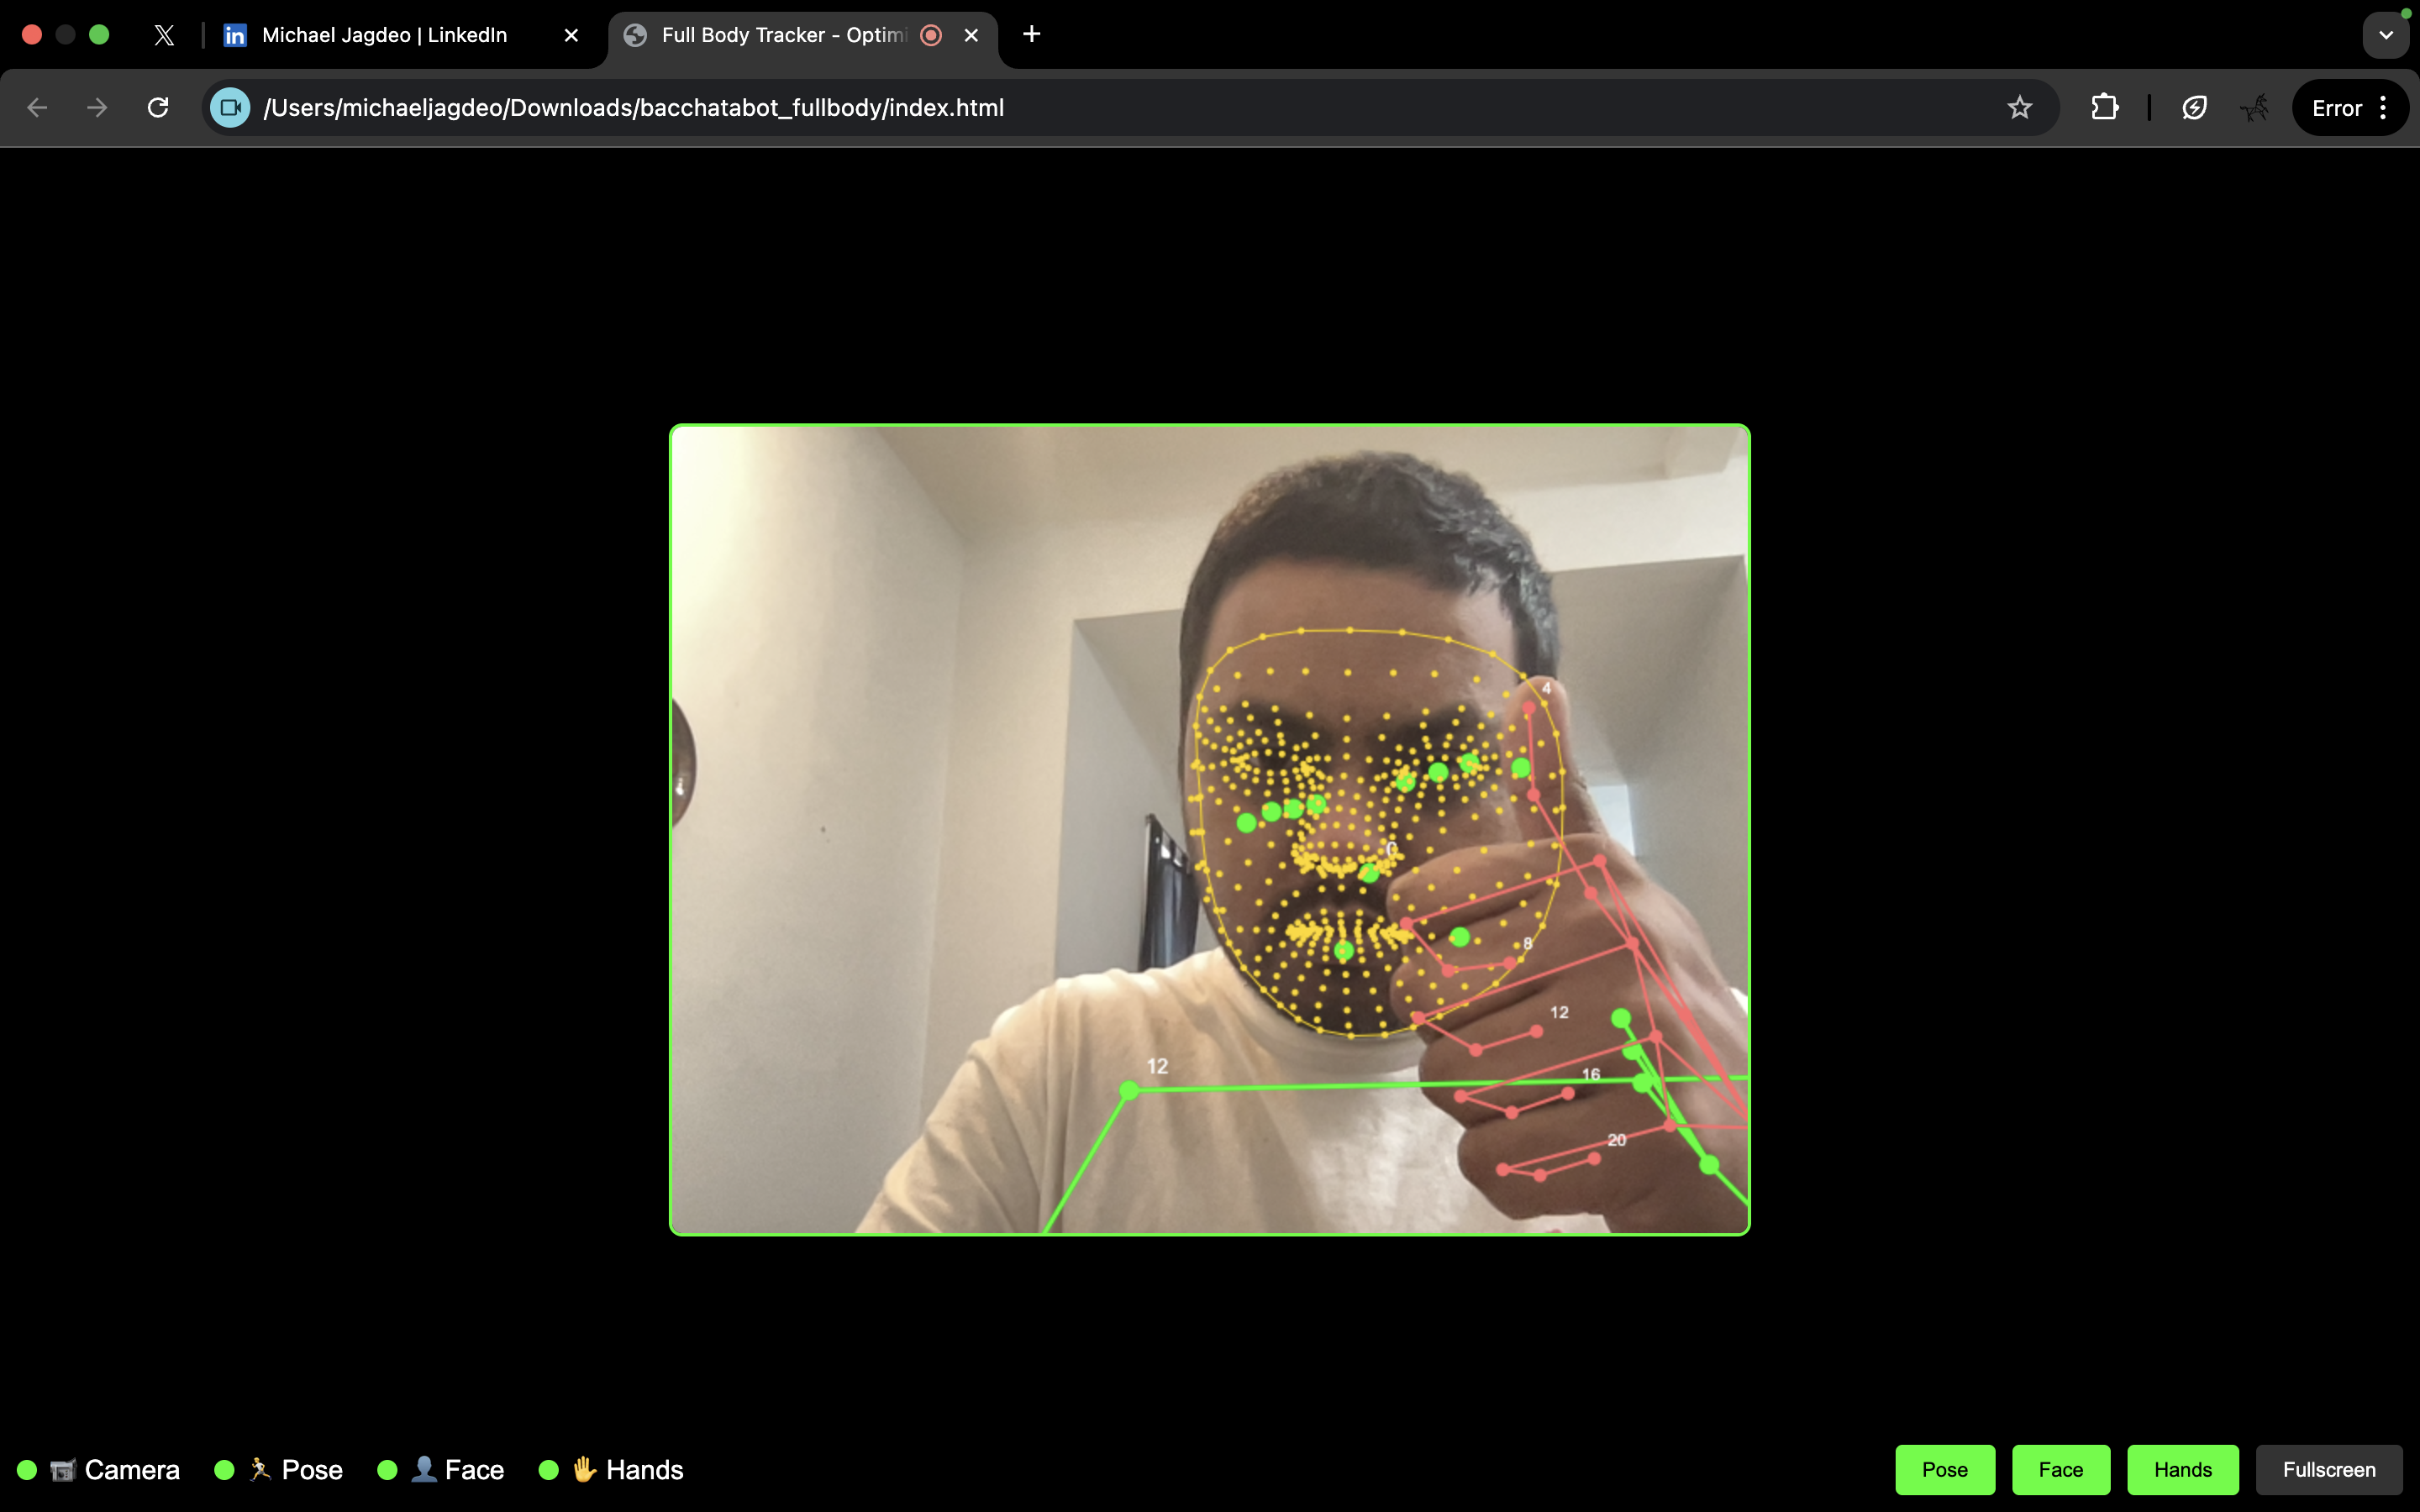 Michael Jagdeo | LinkedIn
Full Body Tracker - Optimi
/Users/michaeljagdeo/Downloads/bacchatabot_fullbody/index.html
Error
4
0
8
12
12
16
20
Camera
Pose
Face
Hands
Pose
Face
Hands
Fullscreen